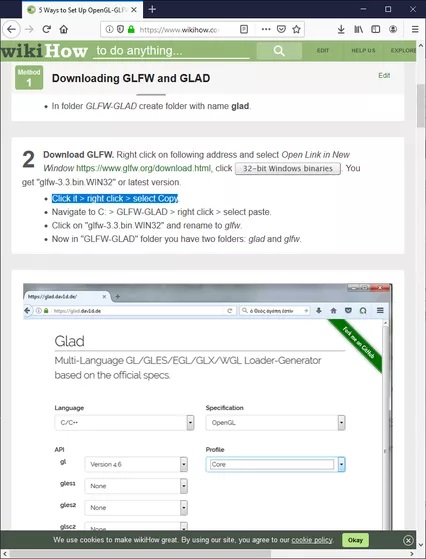 5 Ways to Set Up OpenGL-GLF
https://www.wikihow.co
wikiHow to do anything... EDIT HELP US EXPLORE
Method
1
Downloading GLFW and GLAD
Edit
In folder GLFW-GLAD create folder with name glad.
2 Download GLFW. Right click on following address and select Open Link in New
Window https://www.glfw.org/download.html, click 32-bit Windows binaries . You
get "glfw-3.3.bin WIN32" or latest version.
Click it > right click > select Copy
Navigate to C: > GLFW-GLAD > right click > select paste.
Click on "glfw-3.3.bin WIN32" and rename to glfw.
Now in "GLFW-GLAD" folder you have two folders: glad and glfw.
https://glad.dav1d.de/
https://glad.dav1d.de
ὁ Θεὸς ἀγάπη ἐστίν
Fork me on GitHub
Glad
Multi-Language GL/GLES/EGL/GLX/WGL Loader-Generator
based on the official specs.
Language Specification
C/C++ OpenGL
API Profile
gl Version 4.6 Core
gles1 None
gles2 None
glsc2 None
We use cookies to make wikiHow great. By using our site, you agree to our cookie policy. Okay